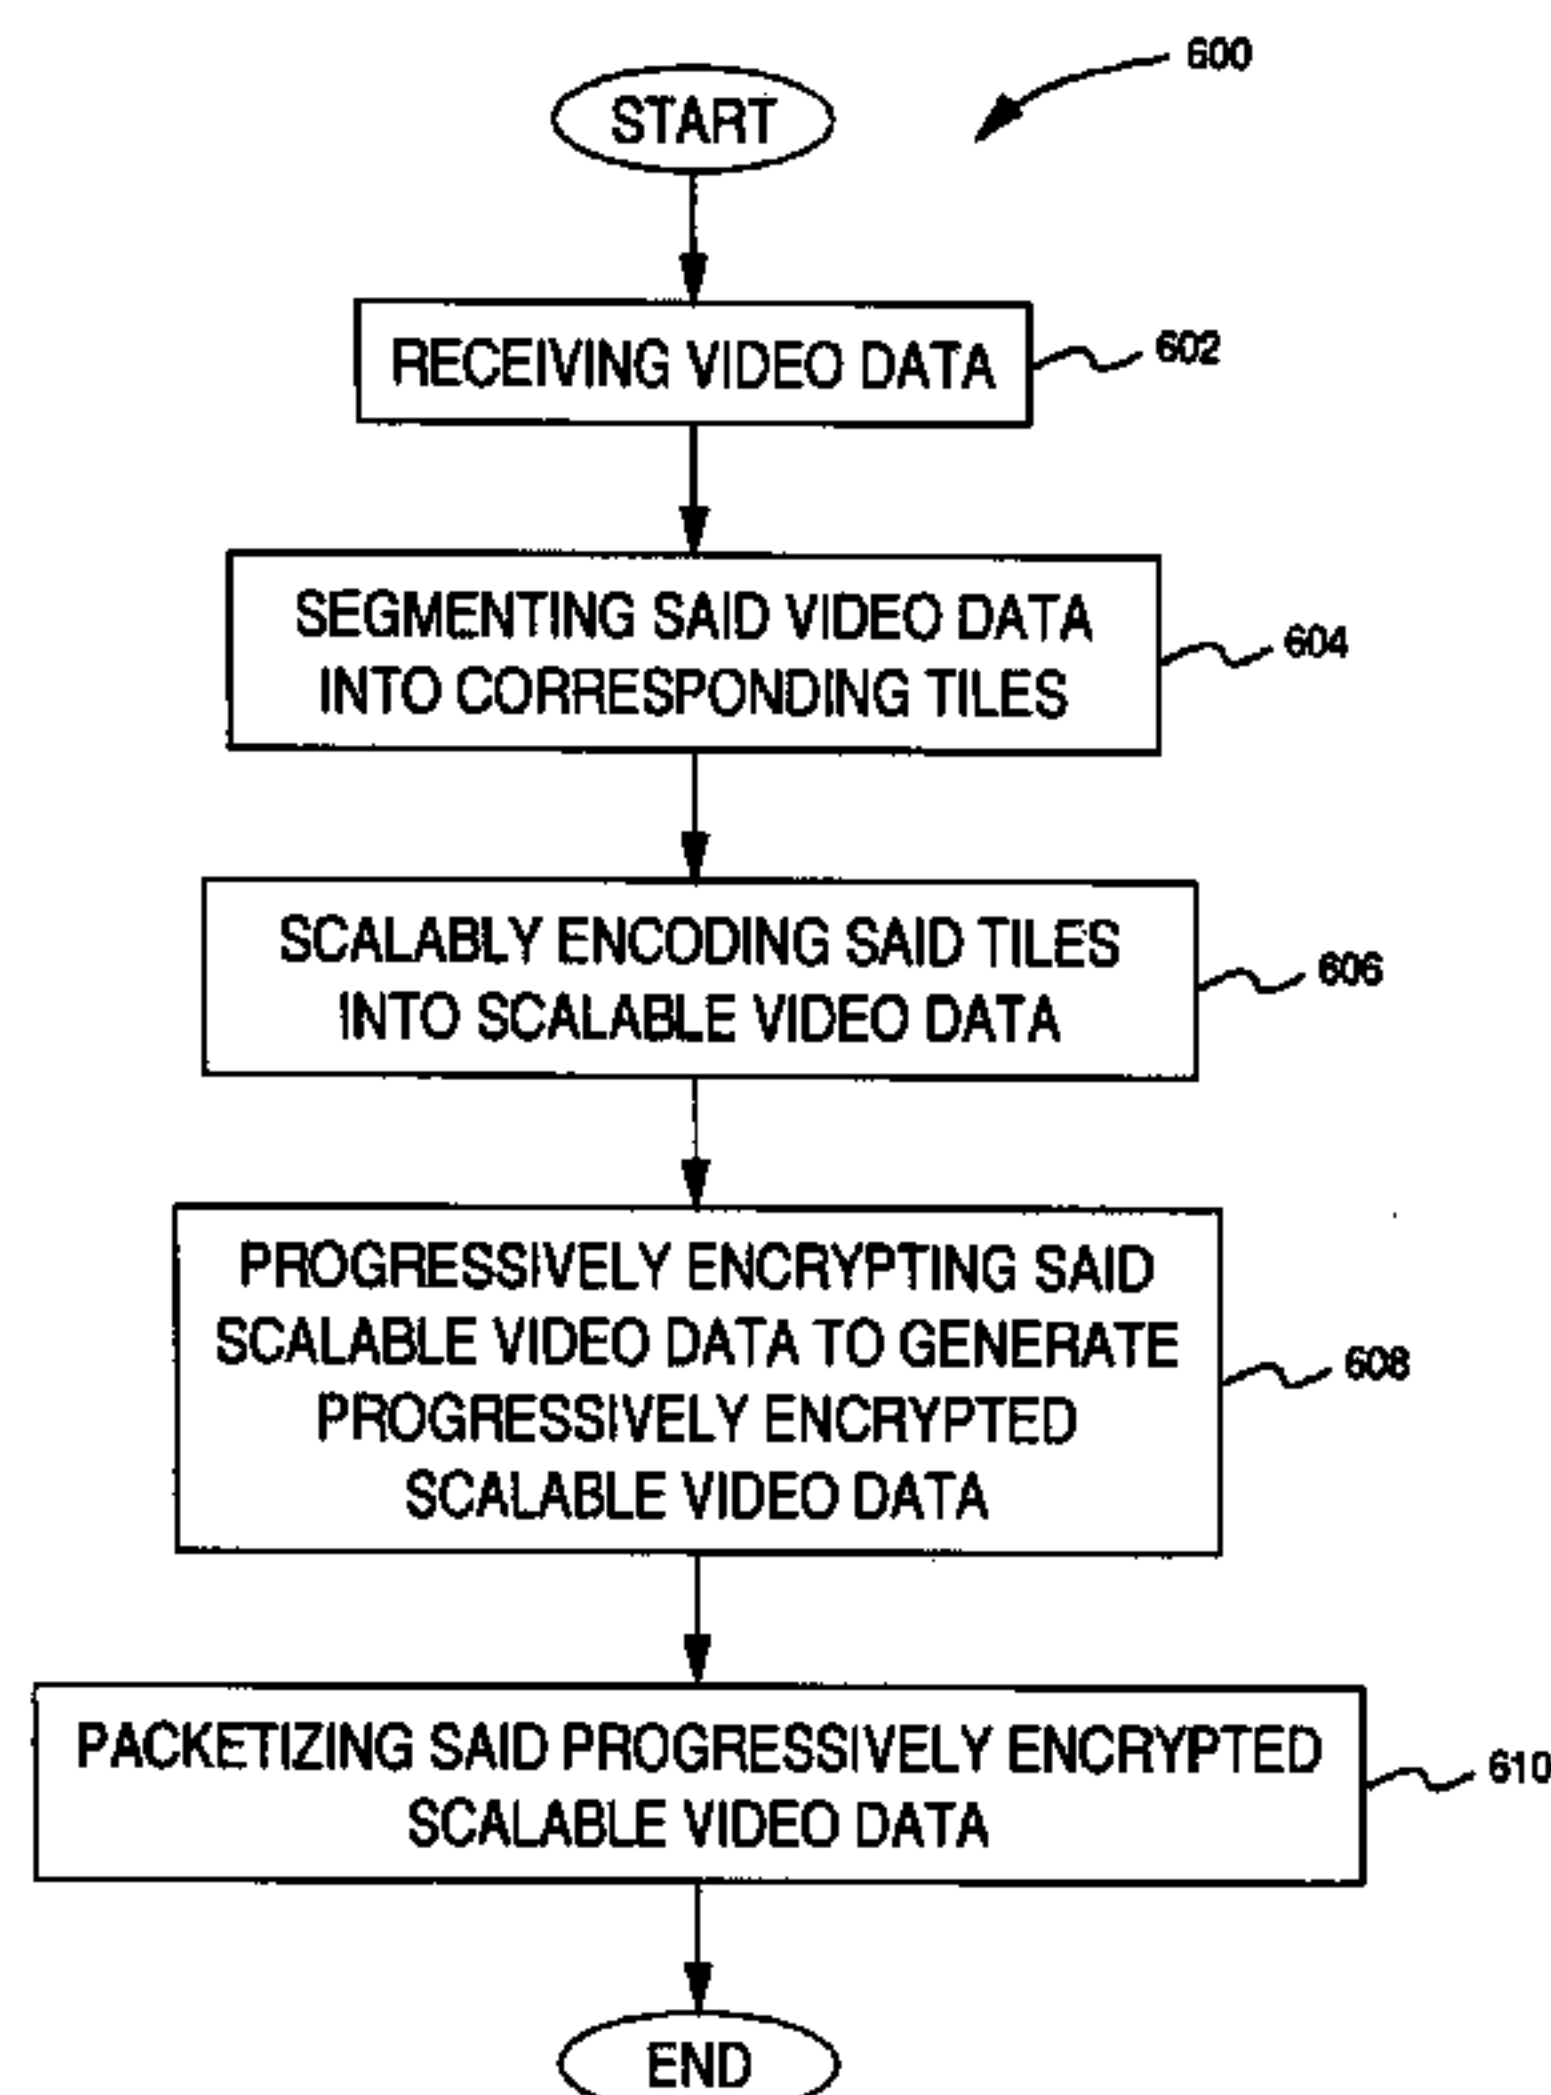 600
START
RECEIVING VIDEO DATA
602
SEGMENTING SAID VIDEO DATA
INTO CORRESPONDING TILES
604
SCALABLY ENCODING SAID TILES
INTO SCALABLE VIDEO DATA
606
PROGRESSIVELY ENCRYPTING SAID
SCALABLE VIDEO DATA TO GENERATE
PROGRESSIVELY ENCRYPTED
SCALABLE VIDEO DATA
608
PACKETIZING SAID PROGRESSIVELY ENCRYPTED
SCALABLE VIDEO DATA
610
END